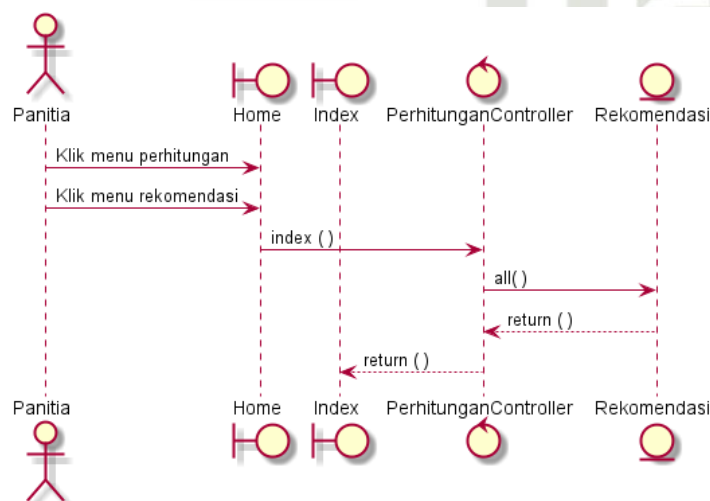 Panitia Home Index PerhitunganController Rekomendasi
Klik menu perhitungan
Klik menu rekomendasi
index ( )
all( )
return ( )
return ( )
Panitia Home Index PerhitunganController Rekomendasi